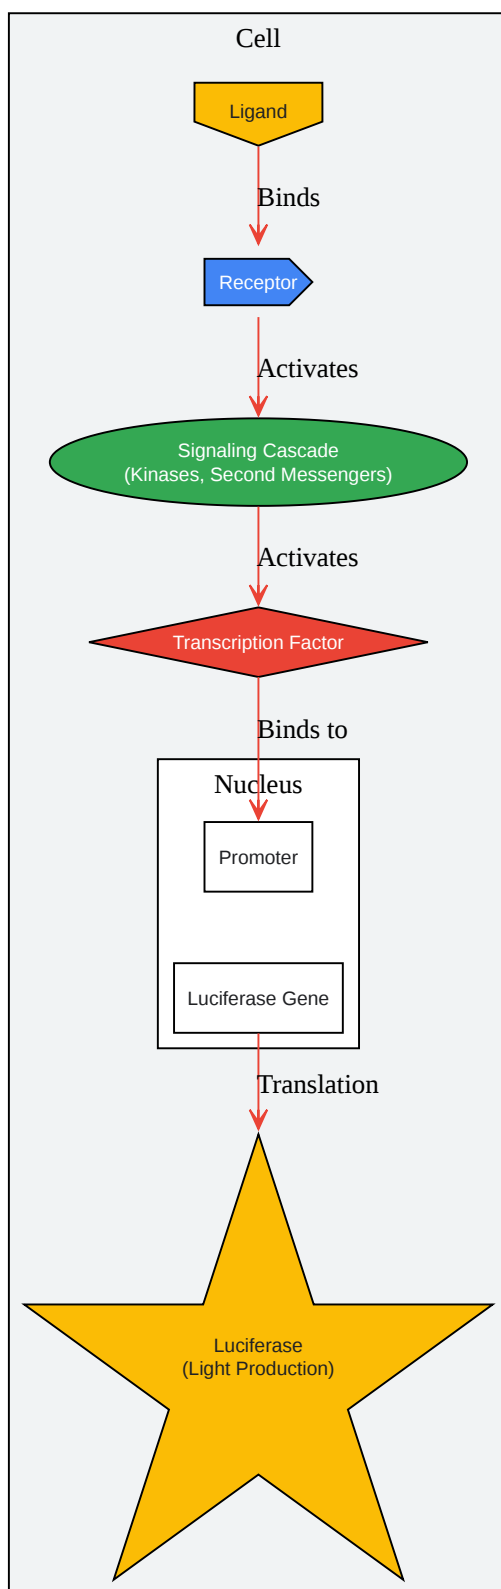 Cell
Ligand
Binds
Receptor
Activates
Signaling Cascade
(Kinases, Second Messengers)
Activates
Transcription Factor
Binds to
Nucleus
Promoter
Luciferase Gene
Translation
Luciferase
(Light Production)